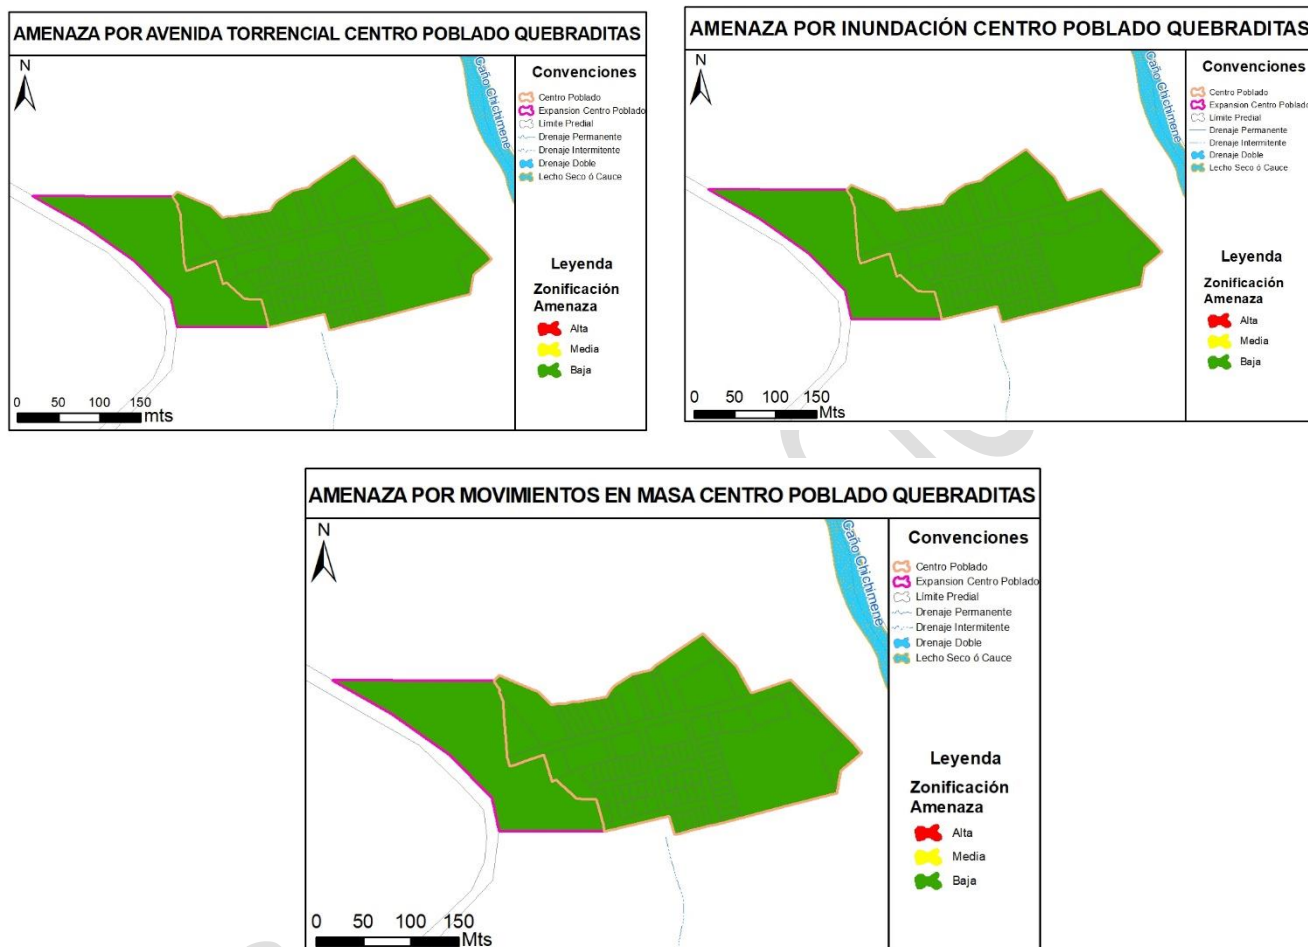 AMENAZA POR AVENIDA TORRENCIAL CENTRO POBLADO QUEBRADITAS
N
Caño Chichimene
Convenciones
Centro Poblado
Expansion Centro Poblado
Límite Predial
Drenaje Permanente
Drenaje Intermitente
Drenaje Doble
Lecho Seco ó Cauce
Leyenda
Zonificación
Amenaza
Alta
Media
Baja
0 50 100 150
mts
AMENAZA POR INUNDACIÓN CENTRO POBLADO QUEBRADITAS
N
Caño Chichimene
Convenciones
Centro Poblado
Expansion Centro Poblado
Límite Predial
Drenaje Permanente
Drenaje Intermitente
Drenaje Doble
Lecho Seco ó Cauce
Leyenda
Zonificación
Amenaza
Alta
Media
Baja
0 50 100 150
Mts
AMENAZA POR MOVIMIENTOS EN MASA CENTRO POBLADO QUEBRADITAS
N
Caño Chichimene
Convenciones
Centro Poblado
Expansion Centro Poblado
Límite Predial
Drenaje Permanente
Drenaje Intermitente
Drenaje Doble
Lecho Seco ó Cauce
Leyenda
Zonificación
Amenaza
Alta
Media
Baja
0 50 100 150
Mts